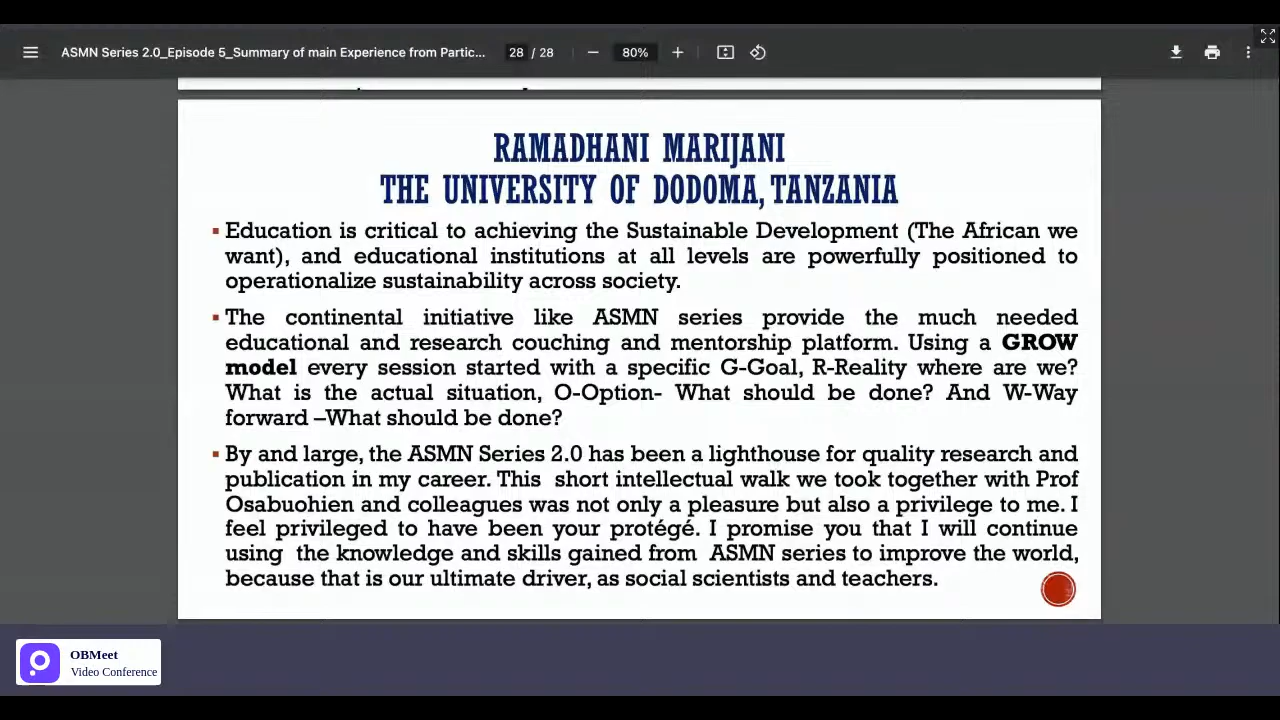 ASMN Series 2.0_Episode 5_Summary of main Experience from Partic...
28 / 28
80%
RAMADHANI MARIJANI
THE UNIVERSITY OF DODOMA, TANZANIA
▪ Education is critical to achieving the Sustainable Development (The African we
want), and educational institutions at all levels are powerfully positioned to
operationalize sustainability across society.
▪ The continental initiative like ASMN series provide the much needed
educational and research couching and mentorship platform. Using a GROW
model every session started with a specific G-Goal, R-Reality where are we?
What is the actual situation, O-Option- What should be done? And W-Way
forward –What should be done?
▪ By and large, the ASMN Series 2.0 has been a lighthouse for quality research and
publication in my career. This short intellectual walk we took together with Prof
Osabuohien and colleagues was not only a pleasure but also a privilege to me. I
feel privileged to have been your protégé. I promise you that I will continue
using the knowledge and skills gained from ASMN series to improve the world,
because that is our ultimate driver, as social scientists and teachers.
OBMeet
Video Conference